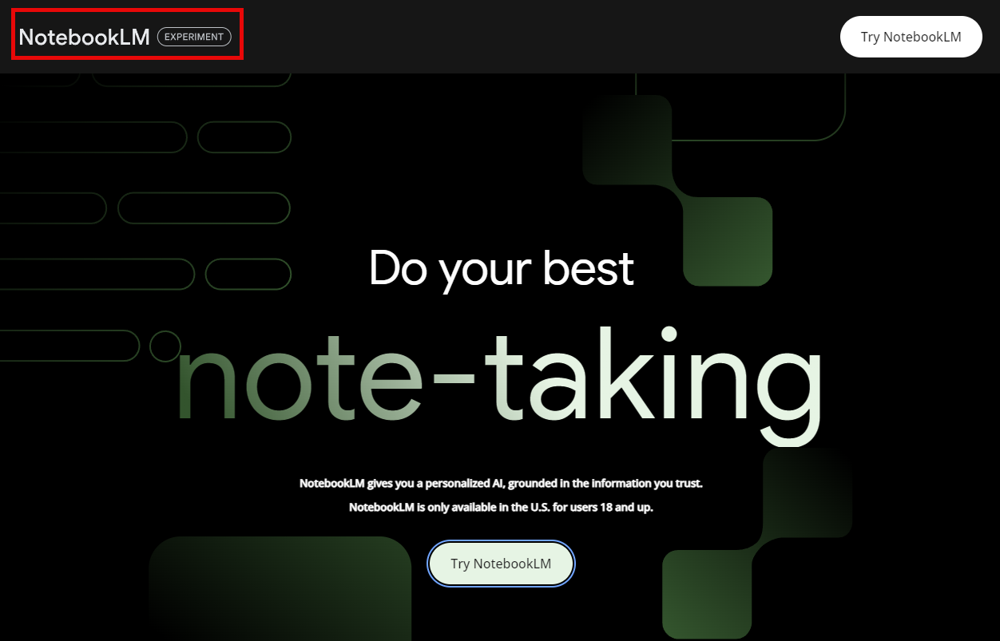 NotebookLM EXPERIMENT
Try NotebookLM
Do your best
note-taking
NotebookLM gives you a personalized AI, grounded in the information you trust.
NotebookLM is only available in the U.S. for users 18 and up.
Try NotebookLM